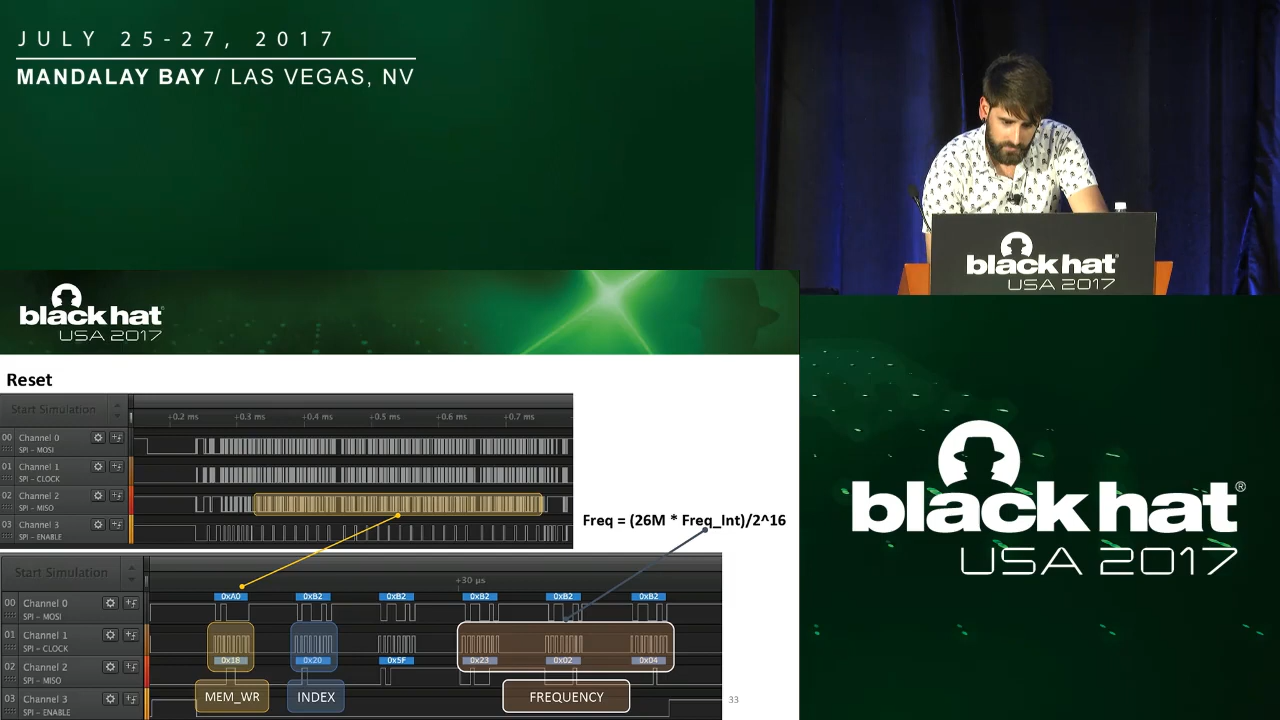 JULY 25-27, 2017
MANDALAY BAY / LAS VEGAS, NV
black hat
USA 2017
black hat
USA 2017
Reset
Start Simulation
+0.2 ms +0.3 ms +0.4 ms +0.5 ms +0.6 ms +0.7 ms
00 Channel 0
SPI - MOSI
01 Channel 1
SPI - CLOCK
02 Channel 2
SPI - MISO
03 Channel 3
SPI - ENABLE
Freq = (26M * Freq_Int)/2^16
Start Simulation
+30 µs
00 Channel 0
SPI - MOSI
0xA0 0xB2 0xB2 0xB2 0xB2 0xB2
01 Channel 1
SPI - CLOCK
02 Channel 2
SPI - MISO
0x18 0x20 0x5F 0x23 0x02 0x04
03 Channel 3
SPI - ENABLE
MEM_WR INDEX FREQUENCY
33
black hat®
USA 2017